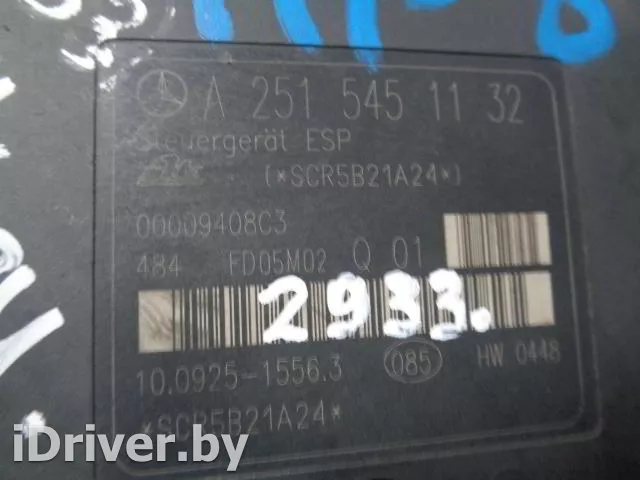 A 251 545 11 32
Steuergerät ESP
(*SCR5B21A24*)
00009408C3
484 FD05M02 Q 01
2933.
10.0925-1556.3 085 HW 0448
*SCR5B21A24*
iDriver.by